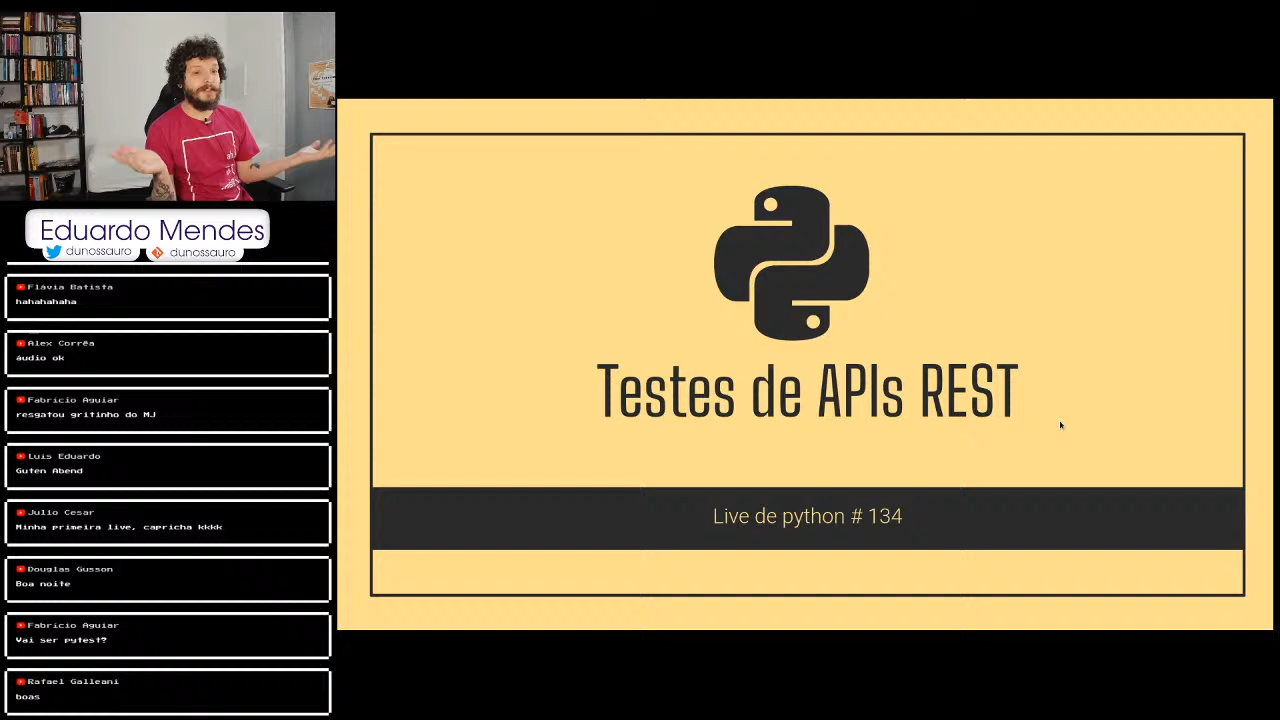 Eduardo Mendes
dunossauro
dunossauro
Flávia Batista
hahahahaha
Alex Corrêa
áudio ok
Fabricio Aguiar
resgatou gritinho do MJ
Luis Eduardo
Guten Abend
Julio Cesar
Minha primeira live, capricha kkkk
Douglas Gusson
Boa noite
Fabricio Aguiar
Vai ser pytest?
Rafael Galleani
boas
Testes de APIs REST
Live de python # 134